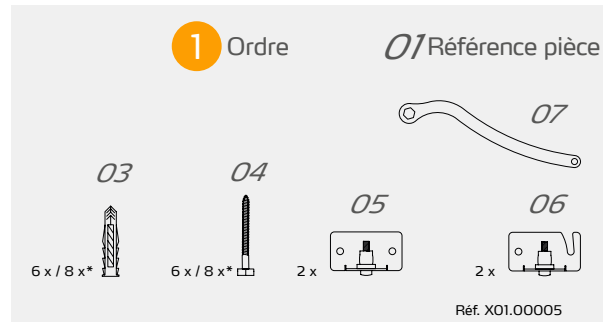 1 Ordre
01 Référence pièce
07
03
04
05
06
6 x / 8 x*
6 x / 8 x*
2 x
2 x
Réf. X01.00005